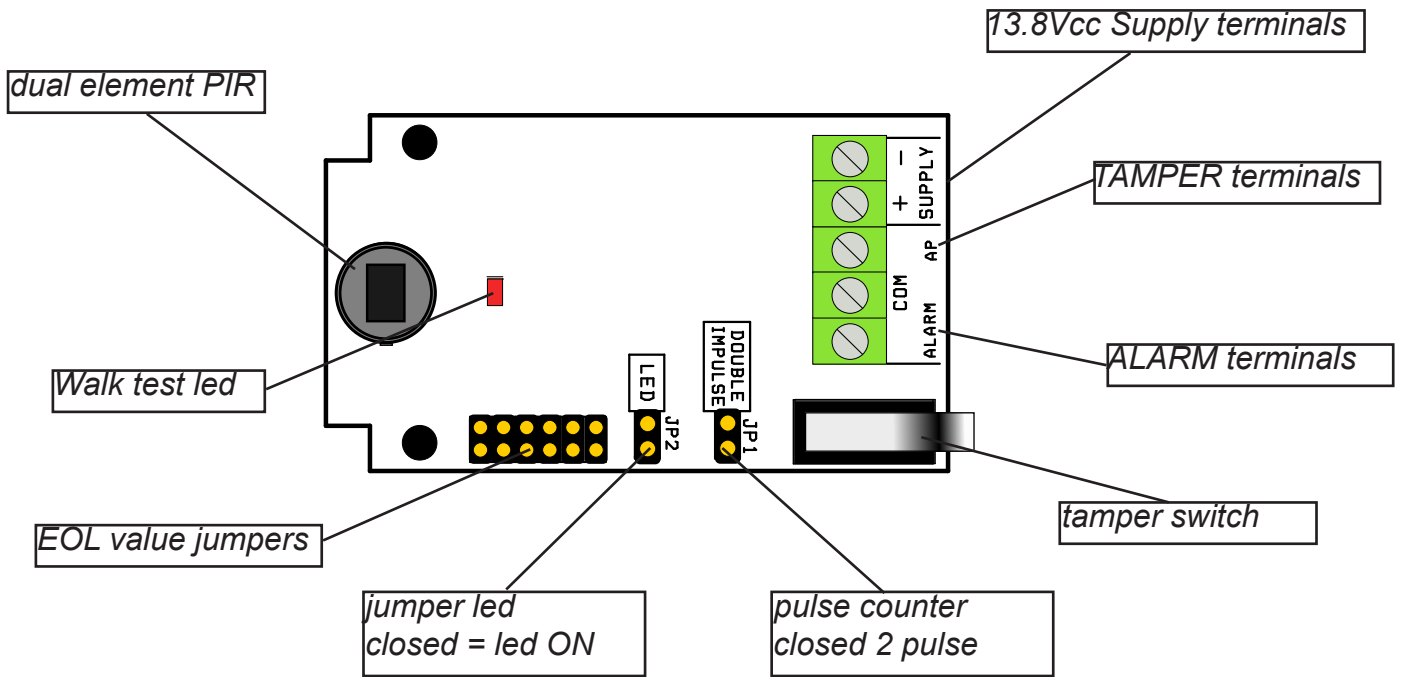 13.8Vcc Supply terminals
dual element PIR
TAMPER terminals
- + SUPPLY
AP
COM
ALARM
ALARM terminals
Walk test led
LED
JP2
DOUBLE
IMPULSE
JP1
EOL value jumpers
tamper switch
jumper led
closed = led ON
pulse counter
closed 2 pulse